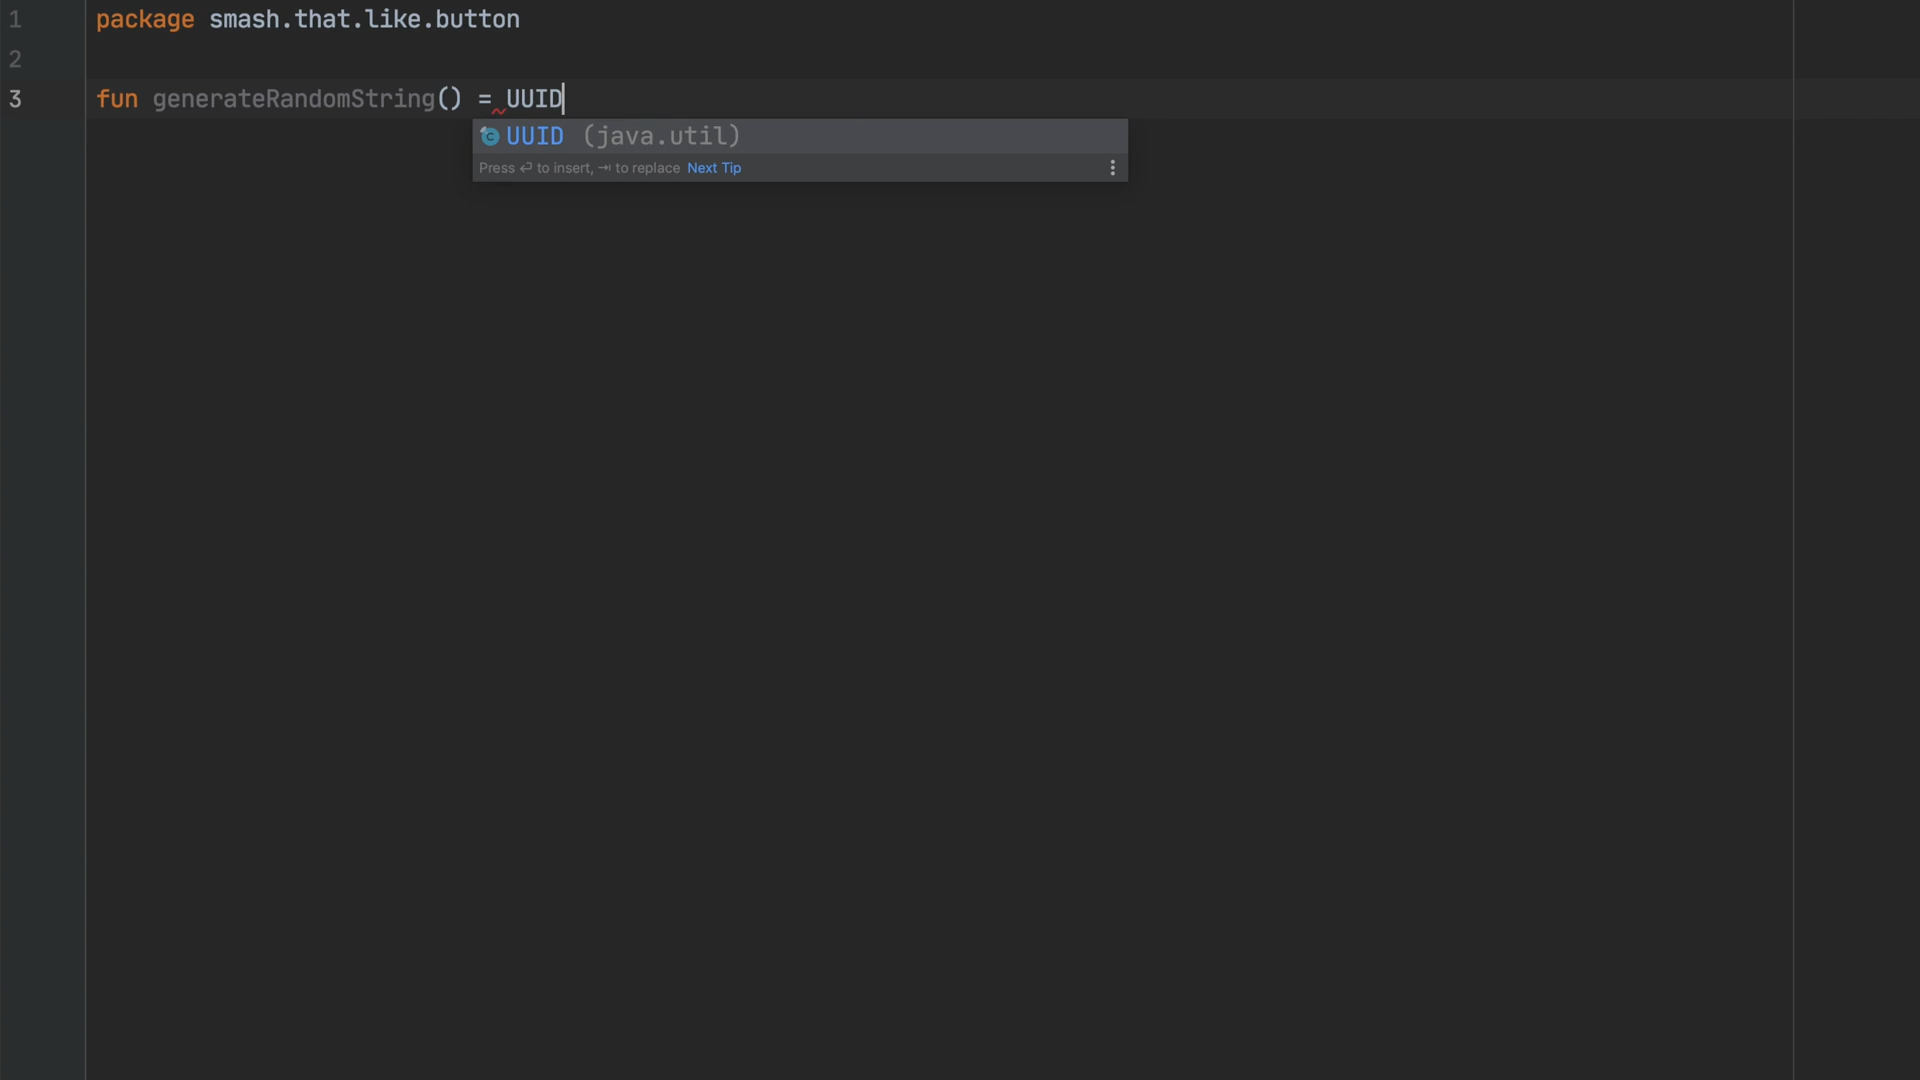 1 package smash.that.like.button
2
3 fun generateRandomString() = UUID
UUID (java.util)
Press ⏎ to insert, ⇥ to replace Next Tip